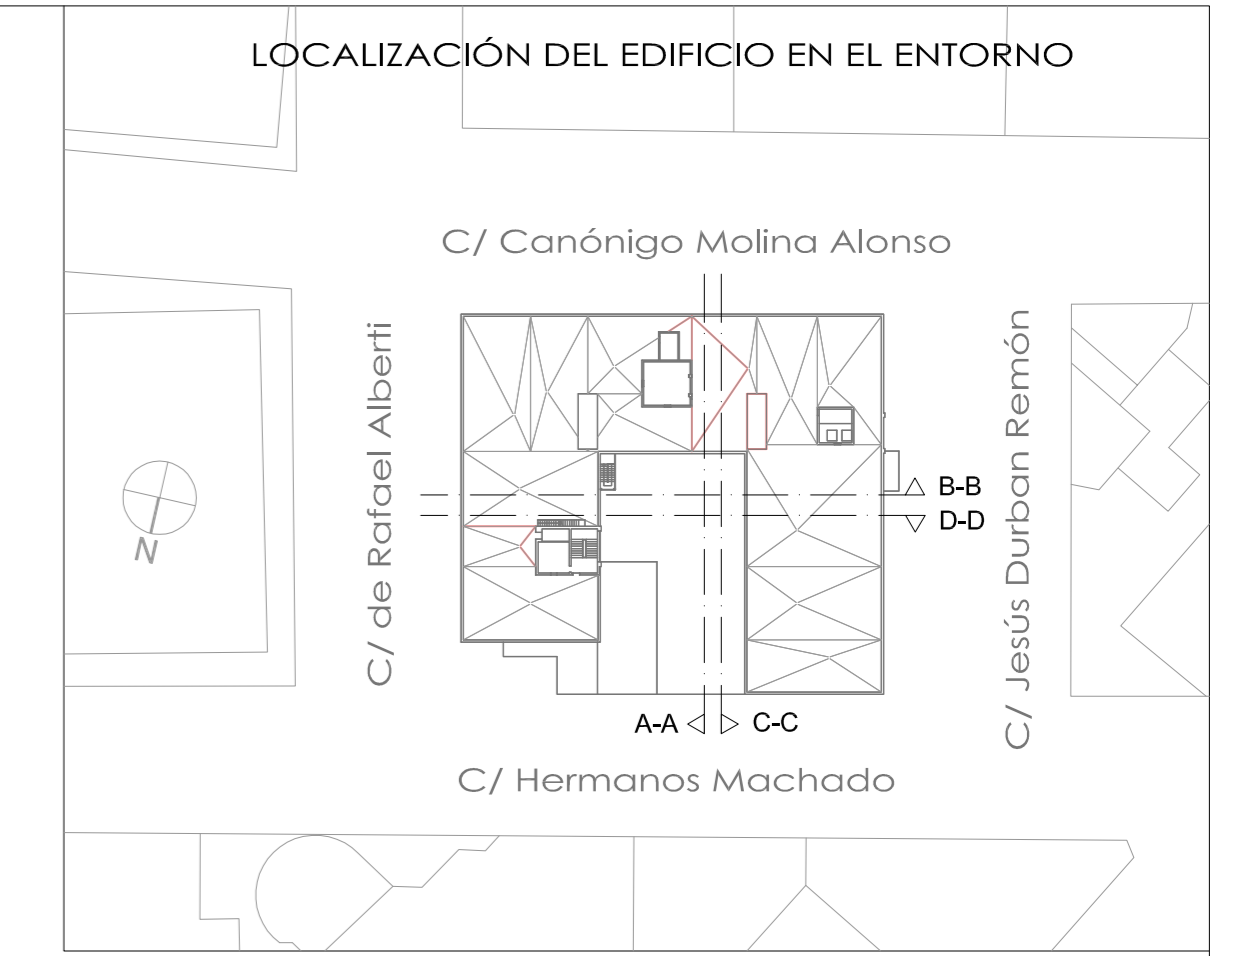 LOCALIZACIÓN DEL EDIFICIO EN EL ENTORNO
C/ Canónigo Molina Alonso
C/ de Rafael Alberti
C/ Jesús Durban Remón
B-B
D-D
N
A-A
C-C
C/ Hermanos Machado